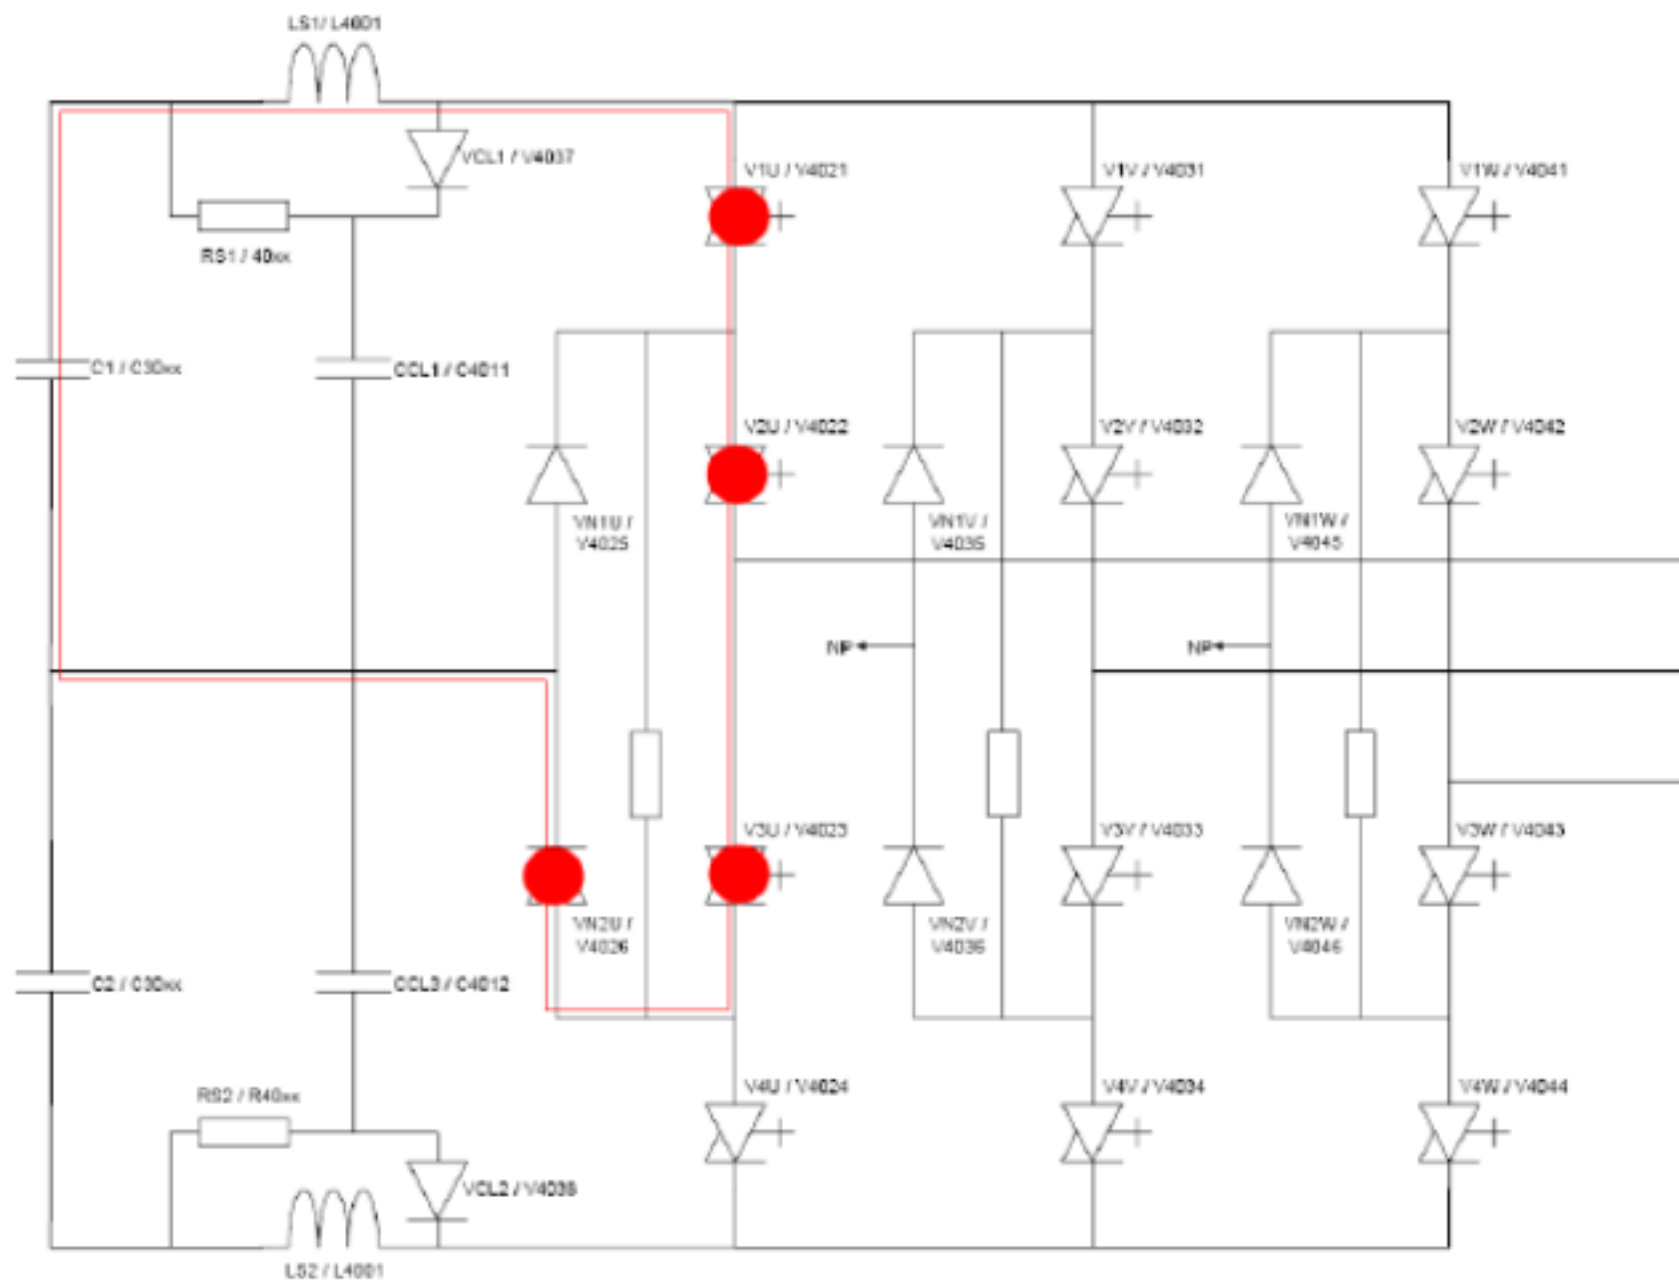 LS1/ L4001
VCL1 / V4037
V1U / V4021
V1V / V4031
V1W / V4041
RS1 / 40xx
C1 / C30xx
CCL1 / C4011
V2U / V4022
V2V / V4032
V2W / V4042
VN1U /
V4025
VN1V /
V4035
VN1W /
V4045
NP
NP
V3U / V4023
V3V / V4033
V3W / V4043
VN2U /
V4026
VN2V /
V4036
VN2W /
V4046
C2 / C30xx
CCL3 / C4012
RS2 / R40xx
V4U / V4024
V4V / V4034
V4W / V4044
VCL2 / V4038
LS2 / L4001